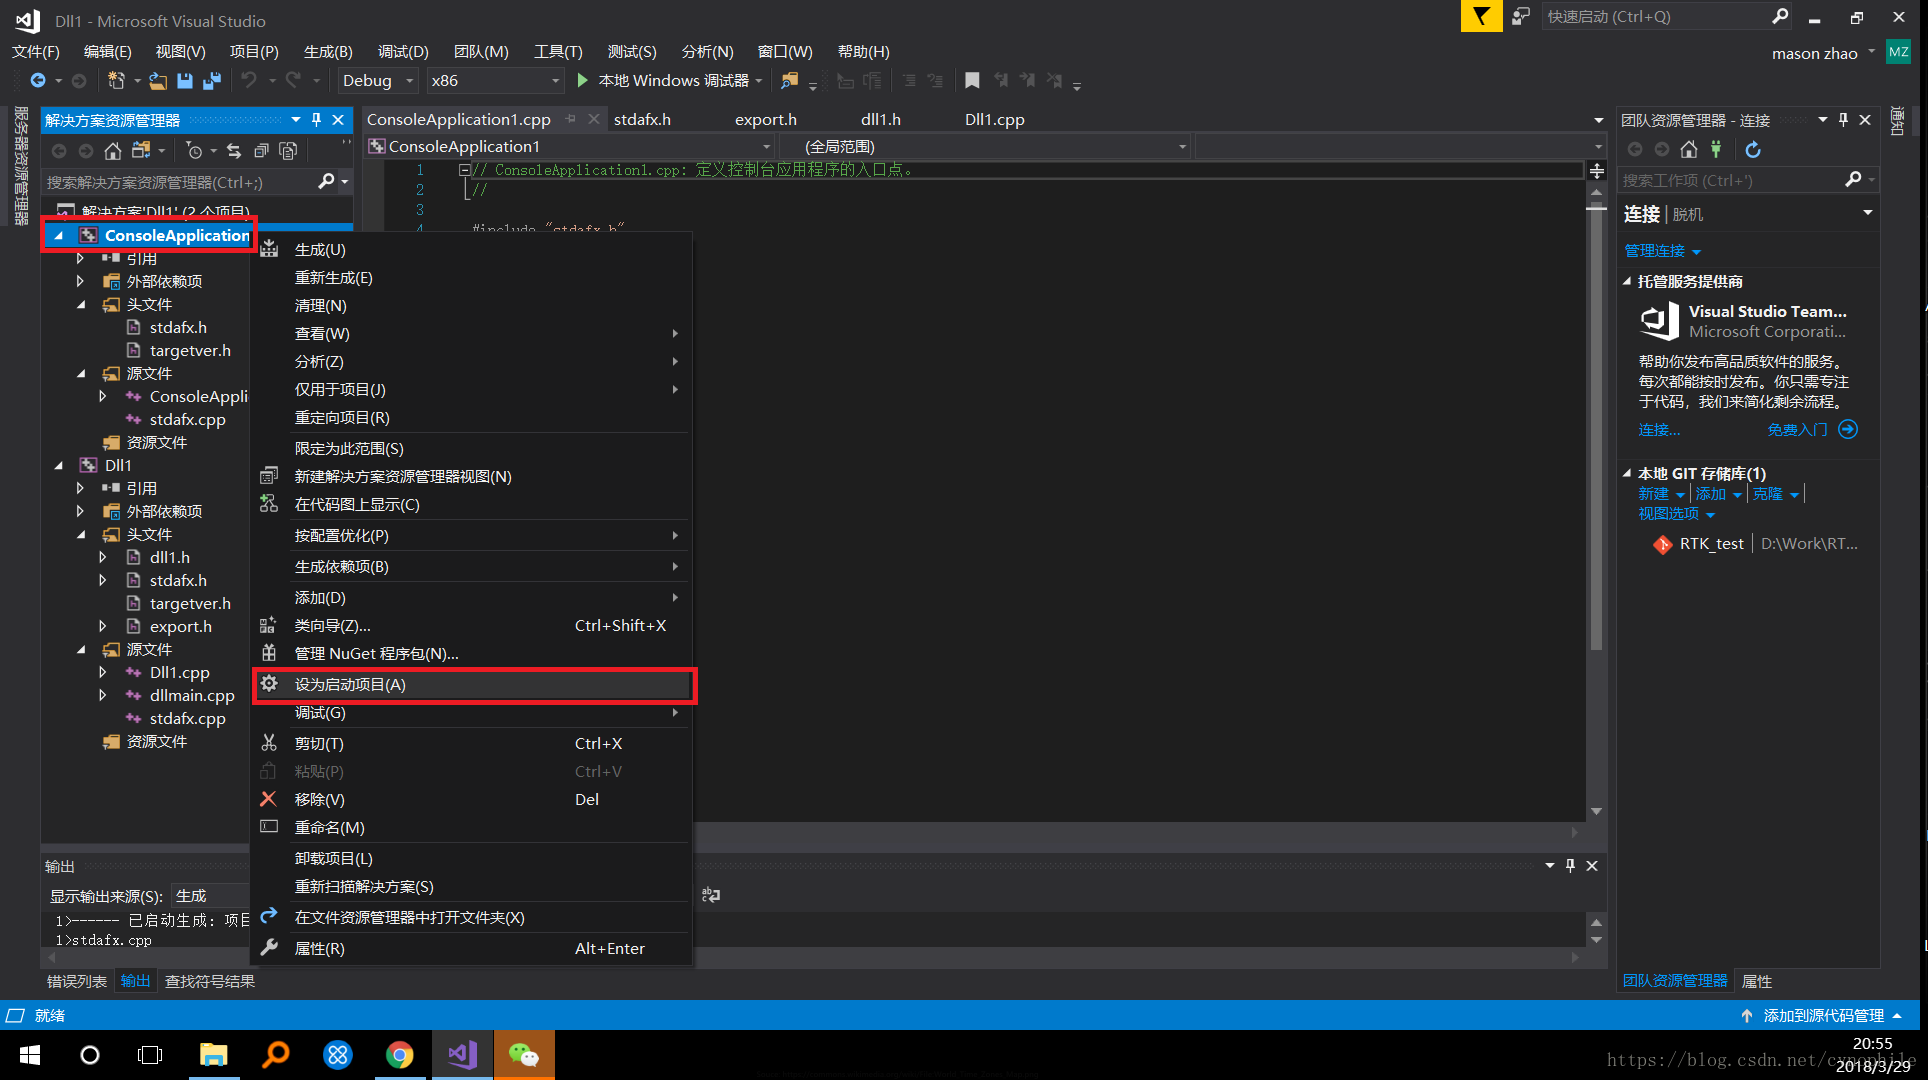 Dll1 - Microsoft Visual Studio
快速启动 (Ctrl+Q)
文件(F) 编辑(E) 视图(V) 项目(P) 生成(B) 调试(D) 团队(M) 工具(T) 测试(S) 分析(N) 窗口(W) 帮助(H)
mason zhao MZ
Debug x86 本地 Windows 调试器
服务器资源管理器
解决方案资源管理器
搜索解决方案资源管理器(Ctrl+;)
解决方案'Dll1' (2 个项目)
ConsoleApplication
引用
外部依赖项
头文件
stdafx.h
targetver.h
源文件
ConsoleAppli
stdafx.cpp
资源文件
Dll1
引用
外部依赖项
头文件
dll1.h
stdafx.h
targetver.h
export.h
源文件
Dll1.cpp
dllmain.cpp
stdafx.cpp
资源文件
ConsoleApplication1.cpp stdafx.h export.h dll1.h Dll1.cpp
ConsoleApplication1 (全局范围)
1 // ConsoleApplication1.cpp: 定义控制台应用程序的入口点。
2 //
3
4 #include "stdafx.h"
生成(U)
重新生成(E)
清理(N)
查看(W)
分析(Z)
仅用于项目(J)
重定向项目(R)
限定为此范围(S)
新建解决方案资源管理器视图(N)
在代码图上显示(C)
按配置优化(P)
生成依赖项(B)
添加(D)
类向导(Z)... Ctrl+Shift+X
管理 NuGet 程序包(N)...
设为启动项目(A)
调试(G)
剪切(T) Ctrl+X
粘贴(P) Ctrl+V
移除(V) Del
重命名(M)
卸载项目(L)
重新扫描解决方案(S)
在文件资源管理器中打开文件夹(X)
属性(R) Alt+Enter
团队资源管理器 - 连接
通知
搜索工作项 (Ctrl+')
连接 | 脱机
管理连接
托管服务提供商
Visual Studio Team...
Microsoft Corporati...
帮助你发布高品质软件的服务。
每次都能按时发布。你只需专注
于代码，我们来简化剩余流程。
连接... 免费入门
本地 GIT 存储库(1)
新建 | 添加 | 克隆 |
视图选项
RTK_test | D:\Work\RT...
团队资源管理器 属性
输出
显示输出来源(S): 生成
1>------ 已启动生成: 项目
1>stdafx.cpp
错误列表 输出 查找符号结果
就绪
添加到源代码管理
20:55
2018/3/29
https://blog.csdn.net/cynophile